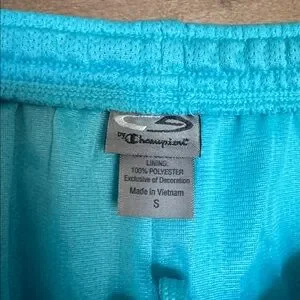 by Champion
LINING:
100% POLYESTER
Exclusive of Decoration
Made in Vietnam
S